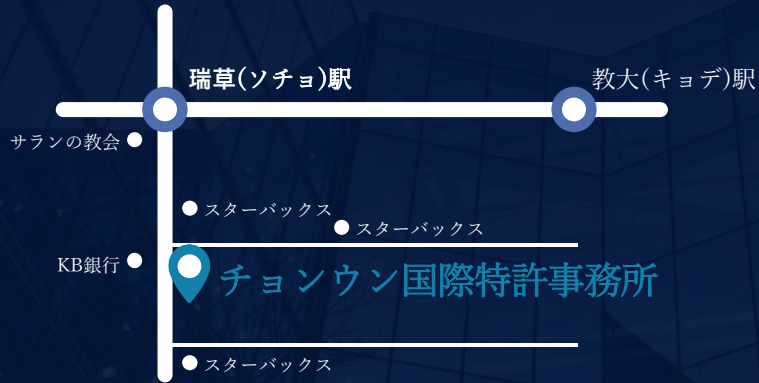 瑞草(ソチョ)駅
教大(キョデ)駅
サランの教会
スターバックス
スターバックス
KB銀行
チョンウン国際特許事務所
スターバックス